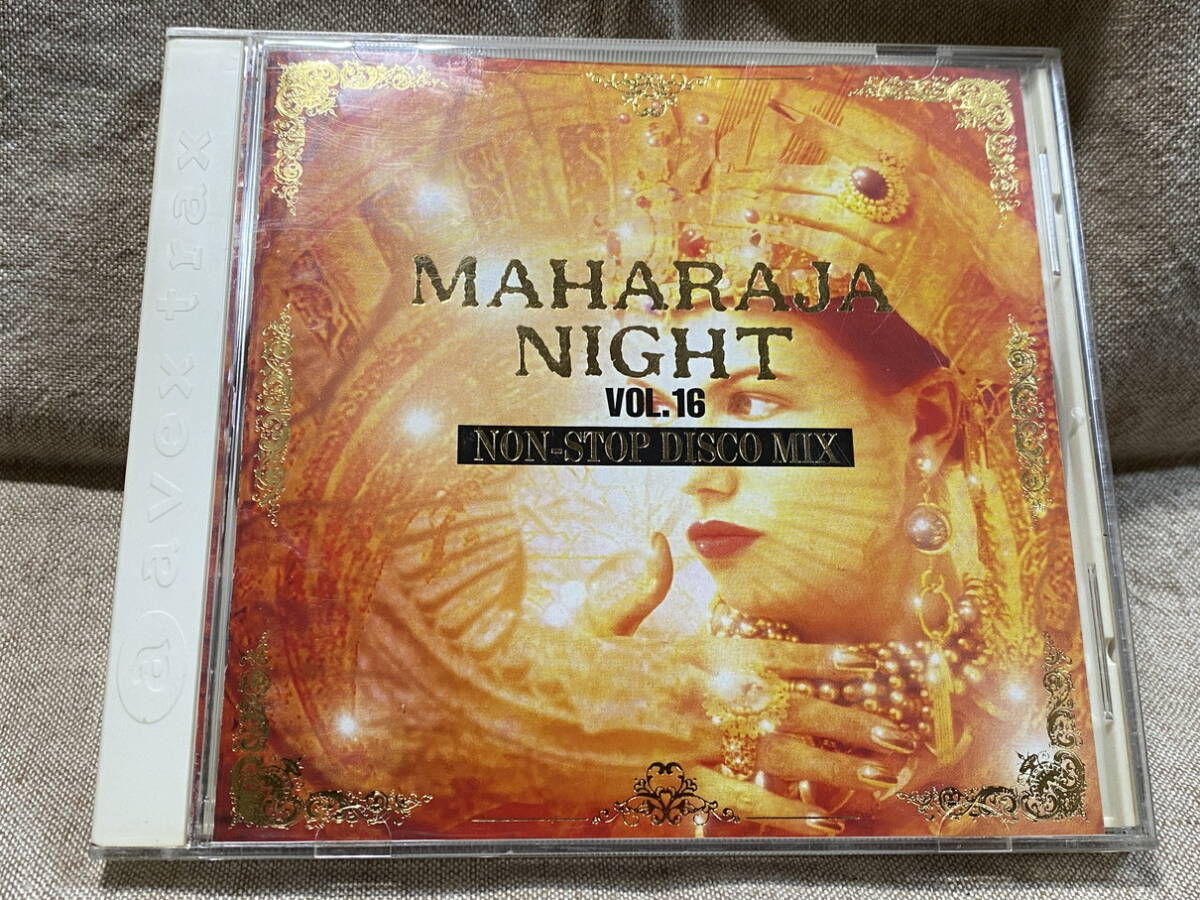 MAHARAJA
NIGHT
VOL.16
NON-STOP DISCO MIX
a avex trax